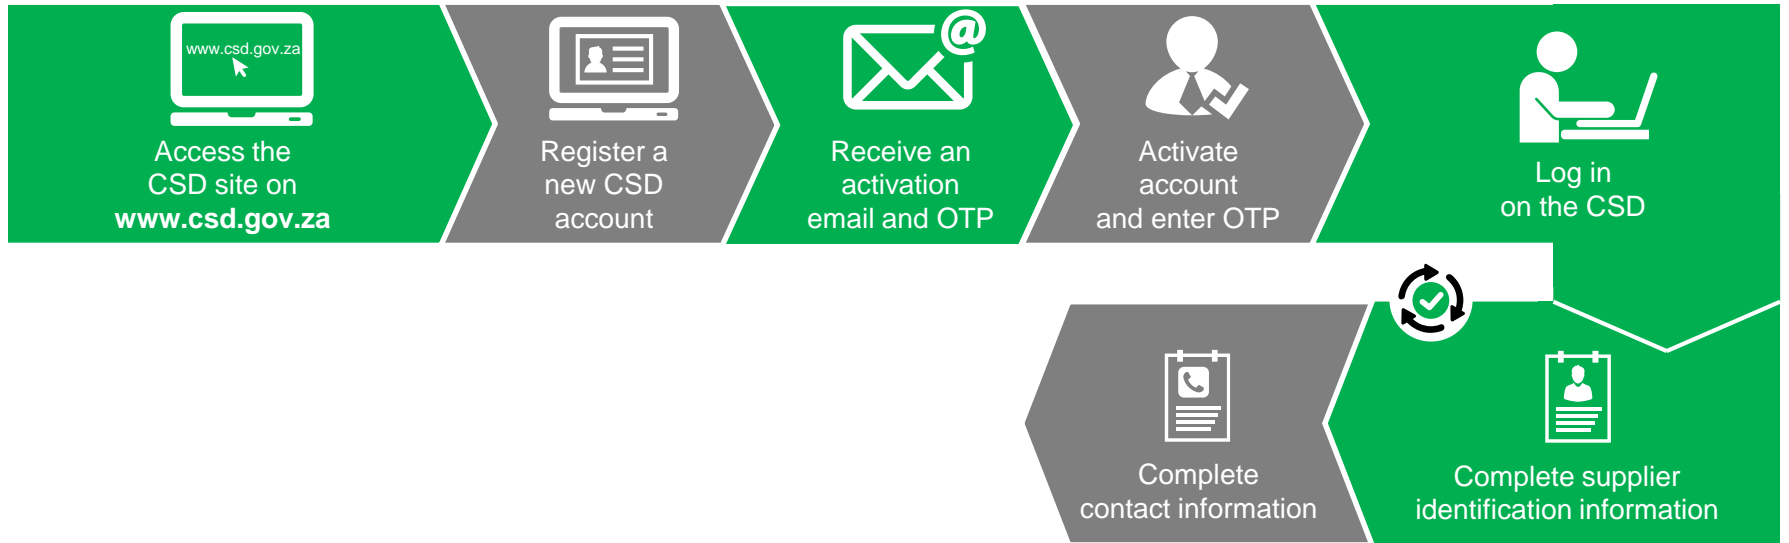 www.csd.gov.za
Access the
CSD site on
www.csd.gov.za
Register a
new CSD
account
@
Receive an
activation
email and OTP
Activate
account
and enter OTP
Log in
on the CSD
Complete supplier
identification information
Complete
contact information